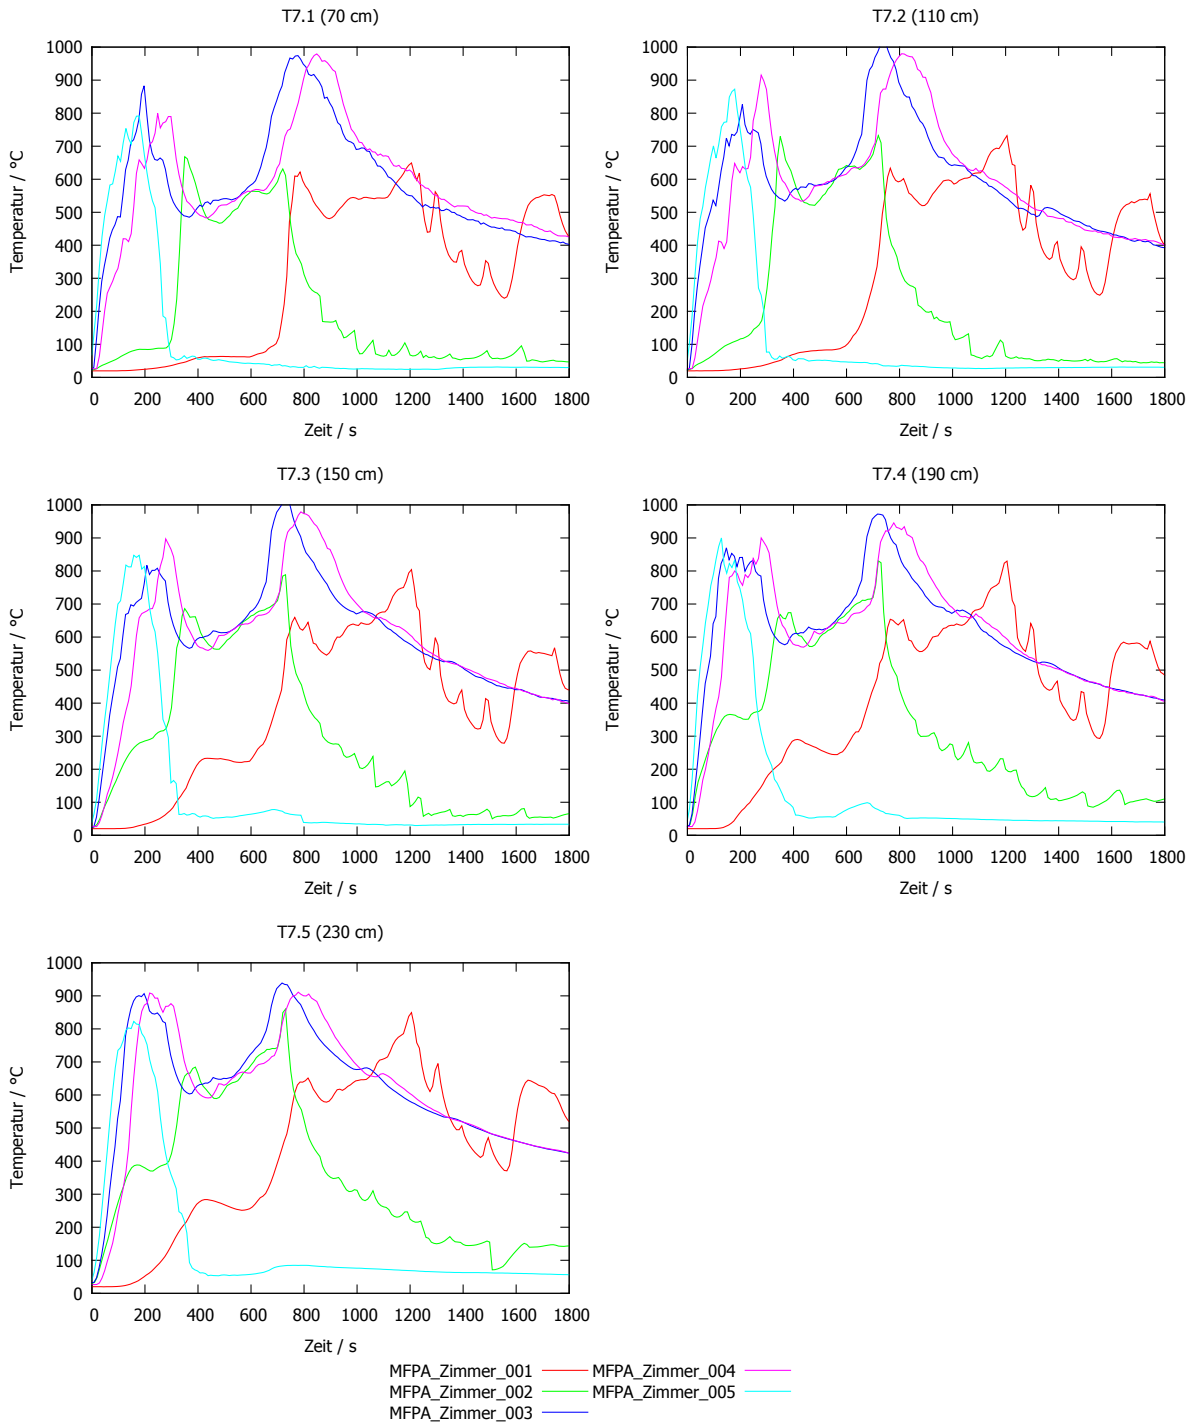 T7.1 (70 cm)
1000
900
800
700
600
500
400
300
200
100
0
0 200 400 600 800 1000 1200 1400 1600 1800
Temperatur / °C
Zeit / s
T7.2 (110 cm)
1000
900
800
700
600
500
400
300
200
100
0
0 200 400 600 800 1000 1200 1400 1600 1800
Temperatur / °C
Zeit / s
T7.3 (150 cm)
1000
900
800
700
600
500
400
300
200
100
0
0 200 400 600 800 1000 1200 1400 1600 1800
Temperatur / °C
Zeit / s
T7.4 (190 cm)
1000
900
800
700
600
500
400
300
200
100
0
0 200 400 600 800 1000 1200 1400 1600 1800
Temperatur / °C
Zeit / s
T7.5 (230 cm)
1000
900
800
700
600
500
400
300
200
100
0
0 200 400 600 800 1000 1200 1400 1600 1800
Temperatur / °C
Zeit / s
MFPA_Zimmer_001 MFPA_Zimmer_004
MFPA_Zimmer_002 MFPA_Zimmer_005
MFPA_Zimmer_003